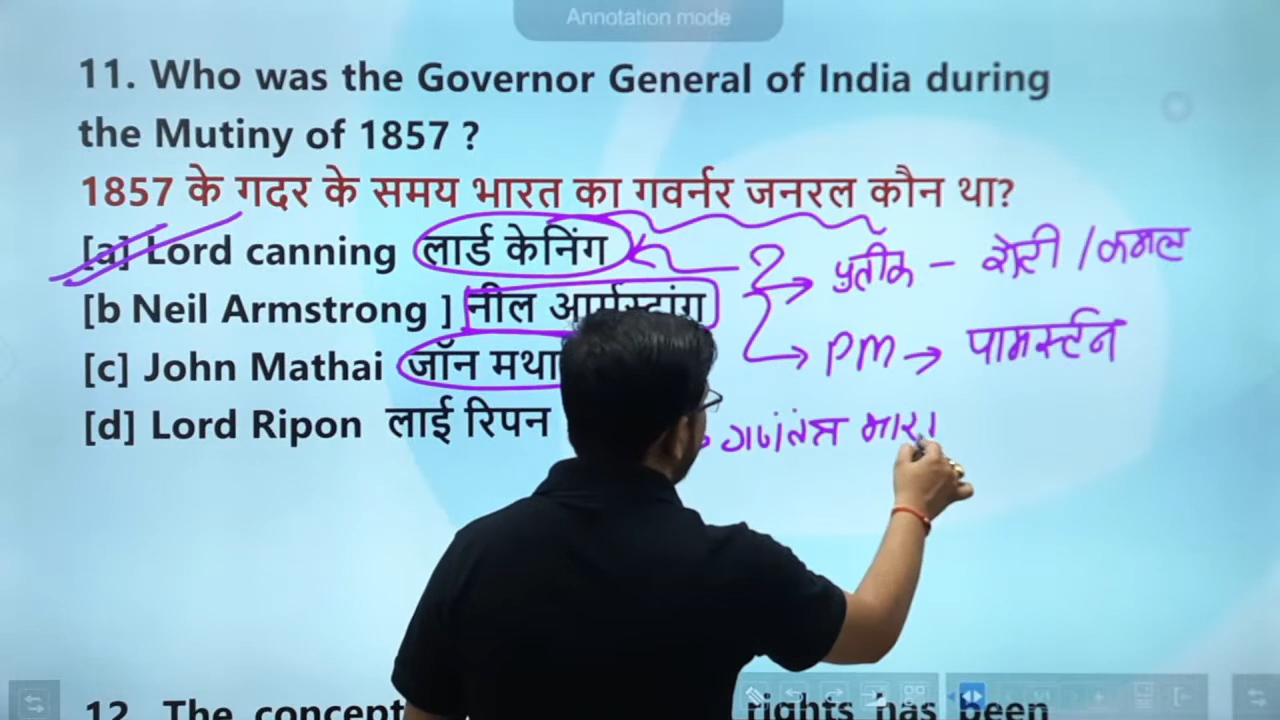 Annotation mode
11. Who was the Governor General of India during
the Mutiny of 1857 ?
1857 के गदर के समय भारत का गवर्नर जनरल कौन था?
[a] Lord canning लार्ड केनिंग
प्रतीक - रोटी / कमल
[b Neil Armstrong ] नील आर्मस्ट्रांग
[c] John Mathai जॉन मथा
PM → पामर्स्टन
[d] Lord Ripon लाई रिपन
गणतंत्र भार
12. The concept rights has been